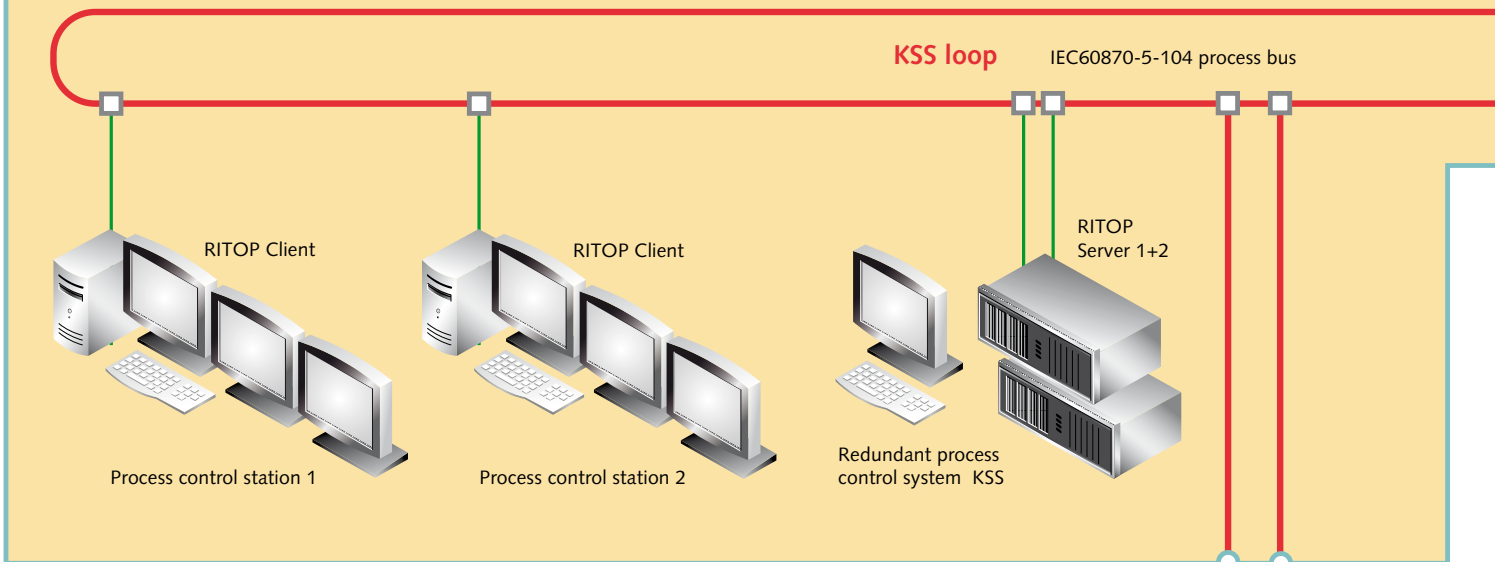 KSS loop
IEC60870-5-104 process bus
RITOP Client
RITOP Client
RITOP
Server 1+2
Process control station 1
Process control station 2
Redundant process
control system KSS